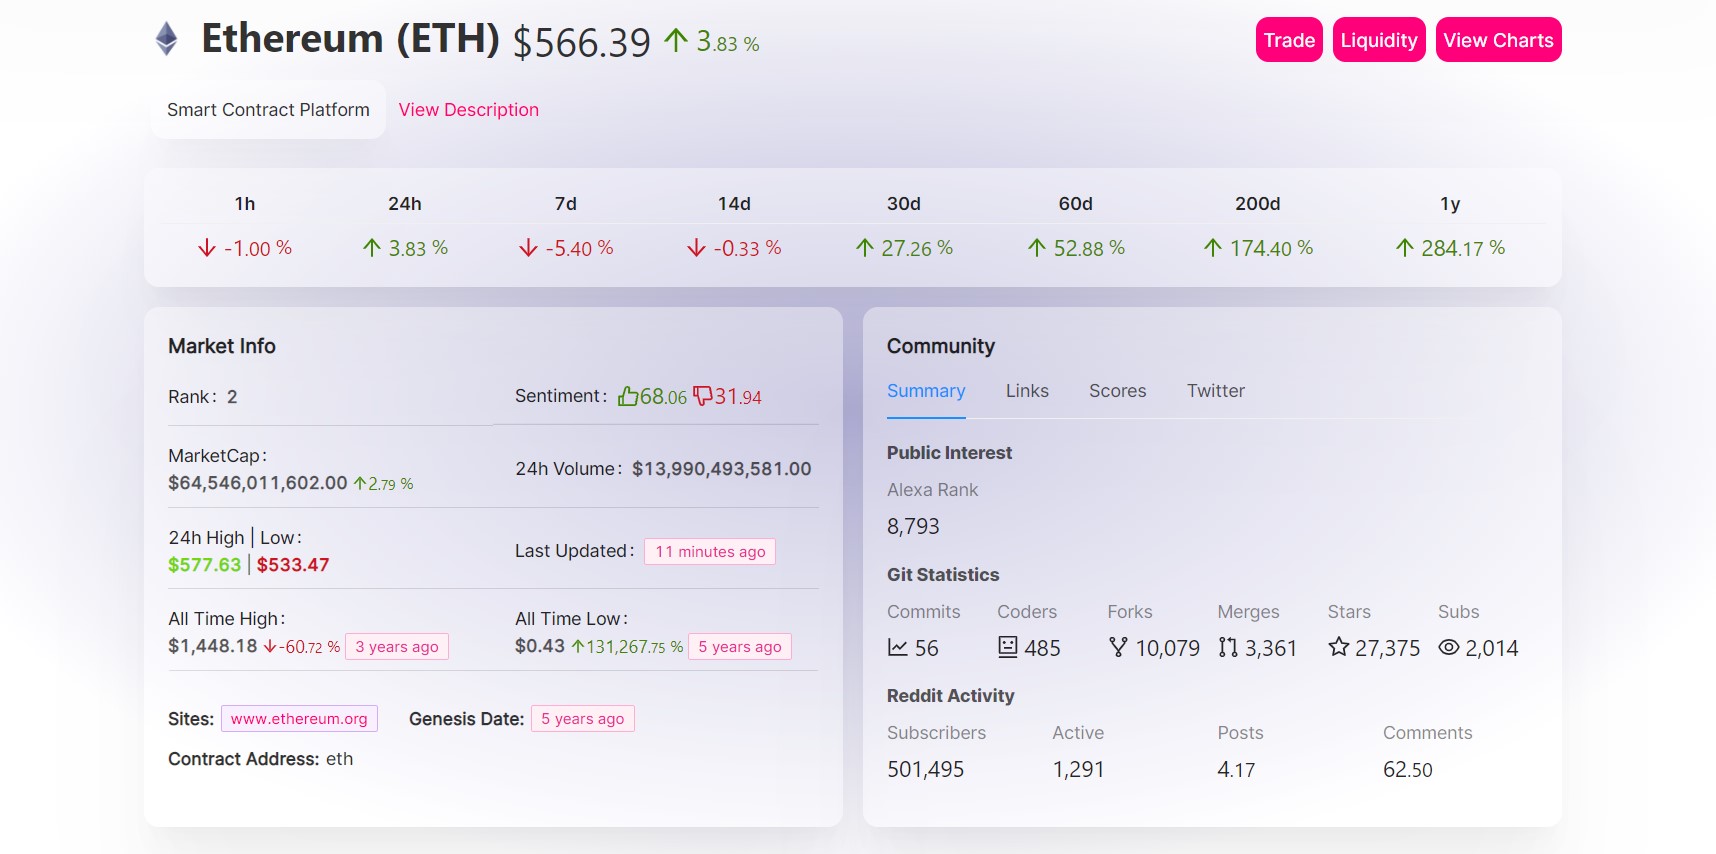 Ethereum (ETH) $566.39 3.83 %
Trade Liquidity View Charts
Smart Contract Platform View Description
1h 24h 7d 14d 30d 60d 200d 1y
-1.00 % 3.83 % -5.40 % -0.33 % 27.26 % 52.88 % 174.40 % 284.17 %
Market Info
Rank: 2 Sentiment: 68.06 31.94
MarketCap:
$64,546,011,602.00 2.79 %
24h Volume: $13,990,493,581.00
24h High | Low:
$577.63 | $533.47
Last Updated: 11 minutes ago
All Time High:
$1,448.18 -60.72 % 3 years ago
All Time Low:
$0.43 131,267.75 % 5 years ago
Sites: www.ethereum.org Genesis Date: 5 years ago
Contract Address: eth
Community
Summary Links Scores Twitter
Public Interest
Alexa Rank
8,793
Git Statistics
Commits Coders Forks Merges Stars Subs
56 485 10,079 3,361 27,375 2,014
Reddit Activity
Subscribers Active Posts Comments
501,495 1,291 4.17 62.50